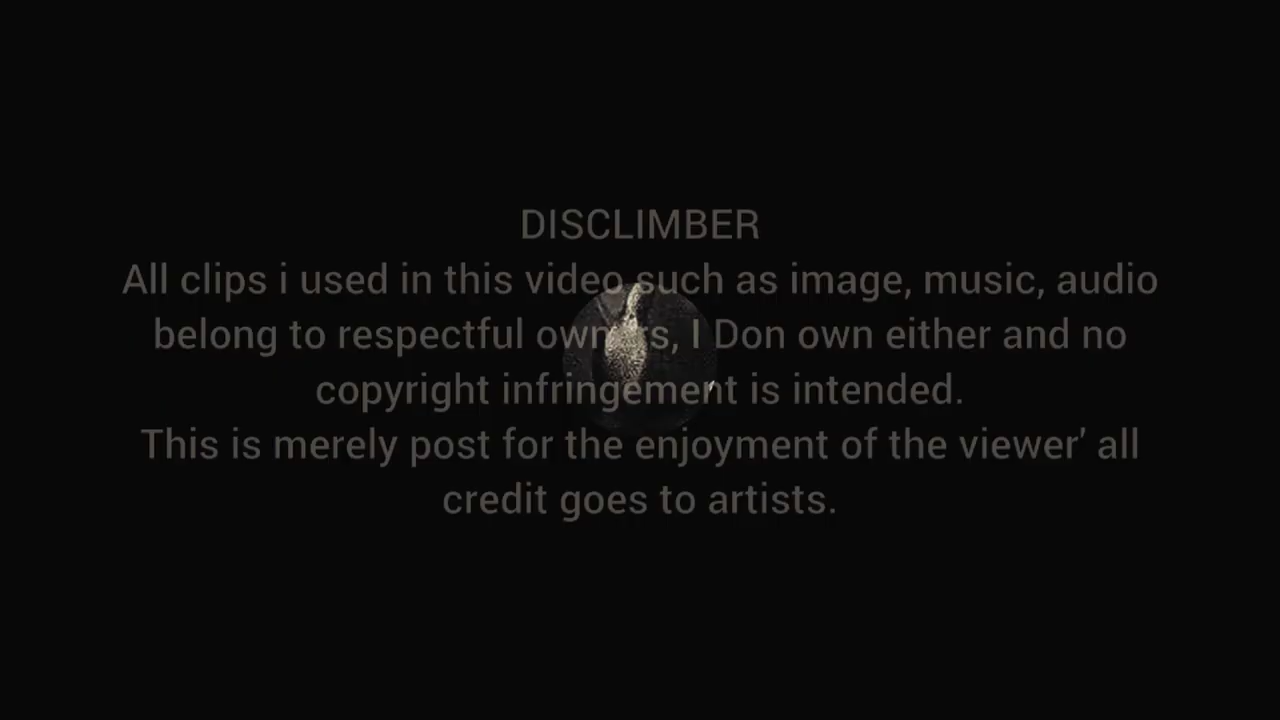 DISCLIMBER
All clips i used in this video such as image, music, audio
belong to respectful owners, I Don own either and no
copyright infringement is intended.
This is merely post for the enjoyment of the viewer' all
credit goes to artists.